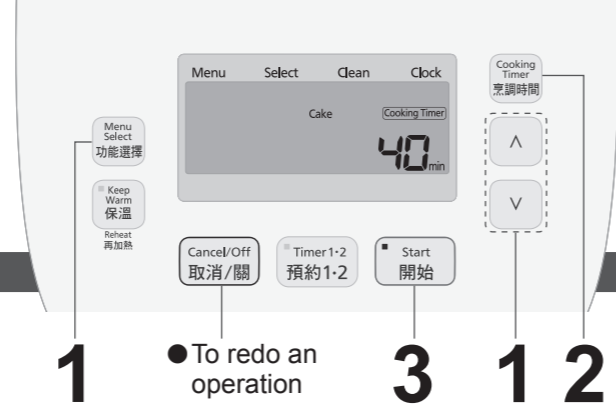 Menu Select Clean Clock
Cake Cooking Timer
40 min
Cooking
Timer
烹調時間
Menu
Select
功能選擇
Keep
Warm
保溫
Reheat
再加熱
∧
∨
Cancel/Off
取消/關
Timer1·2
預約1·2
Start
開始
1
●To redo an
operation
3
1
2